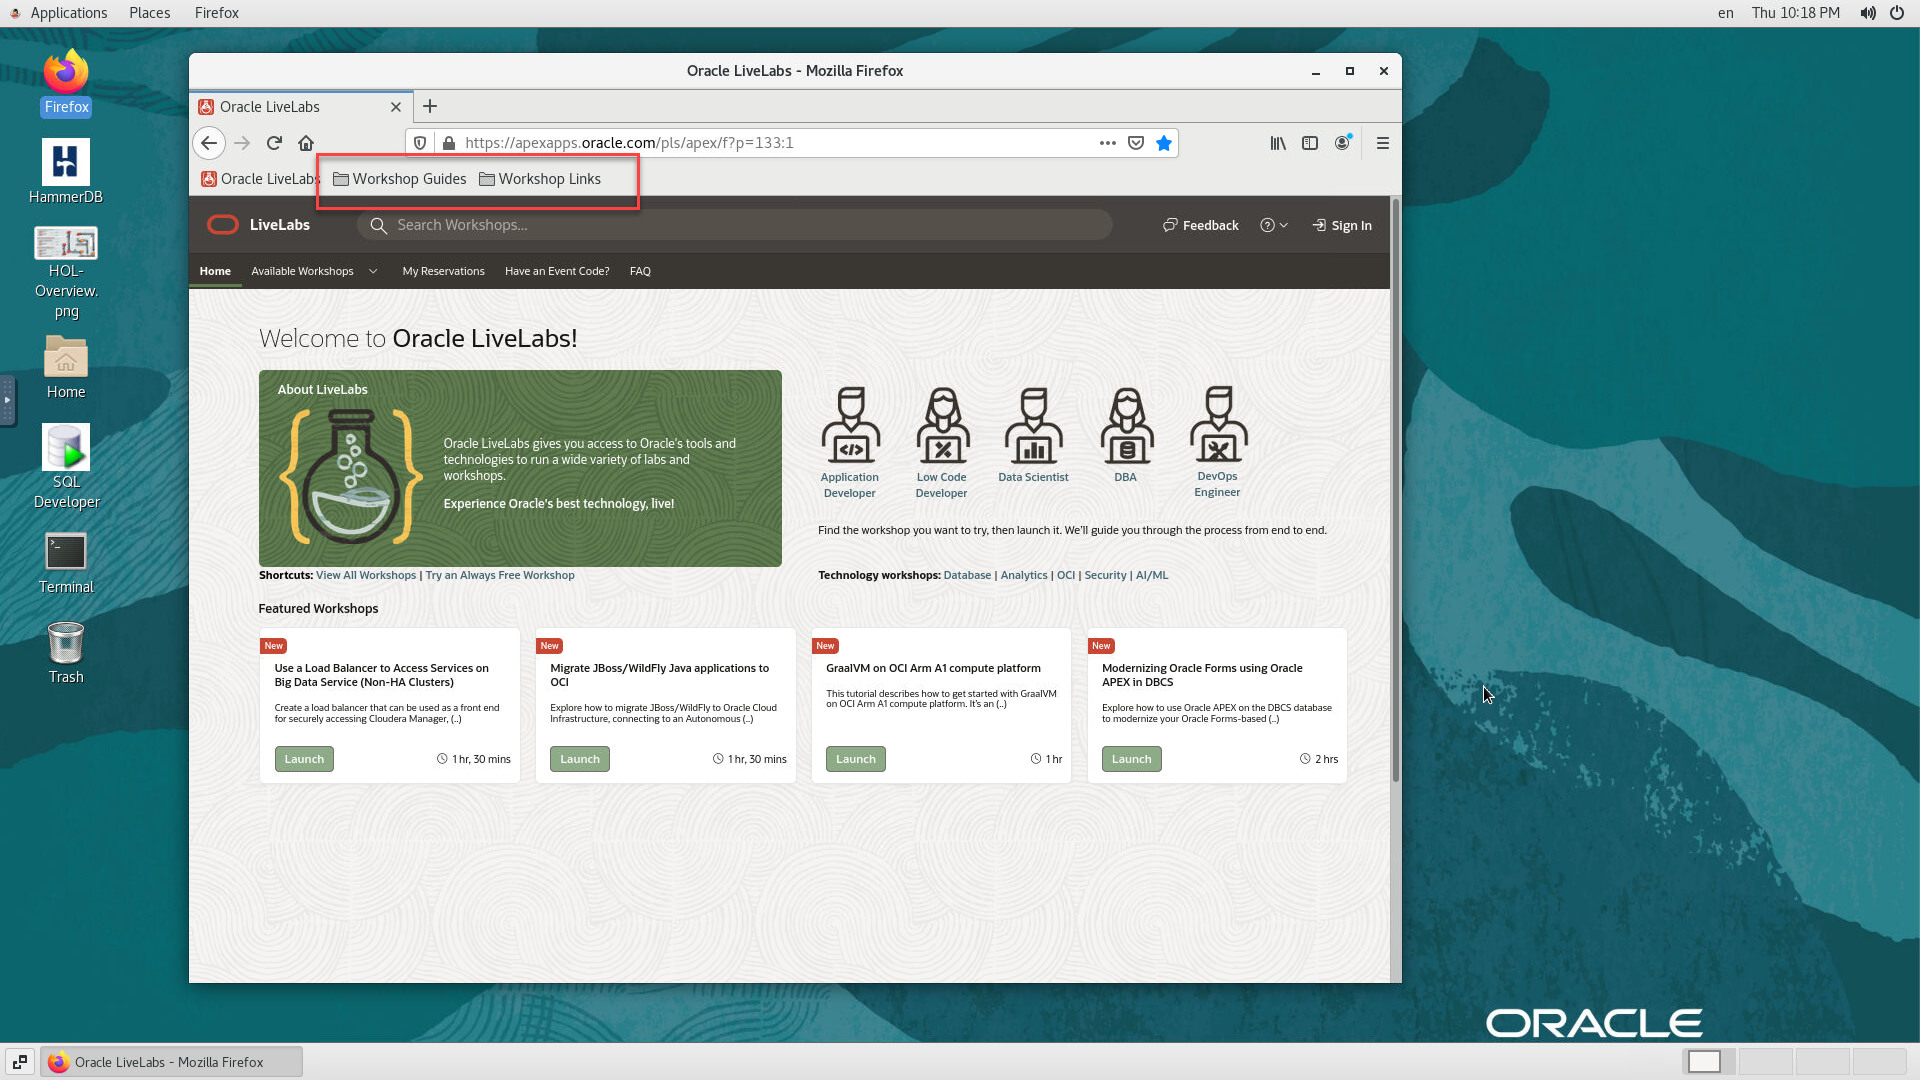 Applications Places Firefox en Thu 10:18 PM
Firefox
HammerDB
HOL-
Overview.
png
Home
SQL
Developer
Terminal
Trash
Oracle LiveLabs - Mozilla Firefox
Oracle LiveLabs
https://apexapps.oracle.com/pls/apex/f?p=133:1
Oracle LiveLabs Workshop Guides Workshop Links
LiveLabs Search Workshops... Feedback Sign In
Home Available Workshops My Reservations Have an Event Code? FAQ
Welcome to Oracle LiveLabs!
About LiveLabs
Oracle LiveLabs gives you access to Oracle's tools and
technologies to run a wide variety of labs and
workshops.
Experience Oracle's best technology, live!
Application
Developer
Low Code
Developer
Data Scientist
DBA
DevOps
Engineer
Find the workshop you want to try, then launch it. We'll guide you through the process from end to end.
Shortcuts: View All Workshops | Try an Always Free Workshop
Technology workshops: Database | Analytics | OCI | Security | AI/ML
Featured Workshops
New
Use a Load Balancer to Access Services on
Big Data Service (Non-HA Clusters)
Create a load balancer that can be used as a front end
for securely accessing Cloudera Manager, (..)
Launch 1 hr, 30 mins
New
Migrate JBoss/WildFly Java applications to
OCI
Explore how to migrate JBoss/WildFly to Oracle Cloud
Infrastructure, connecting to an Autonomous (..)
Launch 1 hr, 30 mins
New
GraalVM on OCI Arm A1 compute platform
This tutorial describes how to get started with GraalVM
on OCI Arm A1 compute platform. It's an (..)
Launch 1 hr
New
Modernizing Oracle Forms using Oracle
APEX in DBCS
Explore how to use Oracle APEX on the DBCS database
to modernize your Oracle Forms-based (..)
Launch 2 hrs
ORACLE
Oracle LiveLabs - Mozilla Firefox